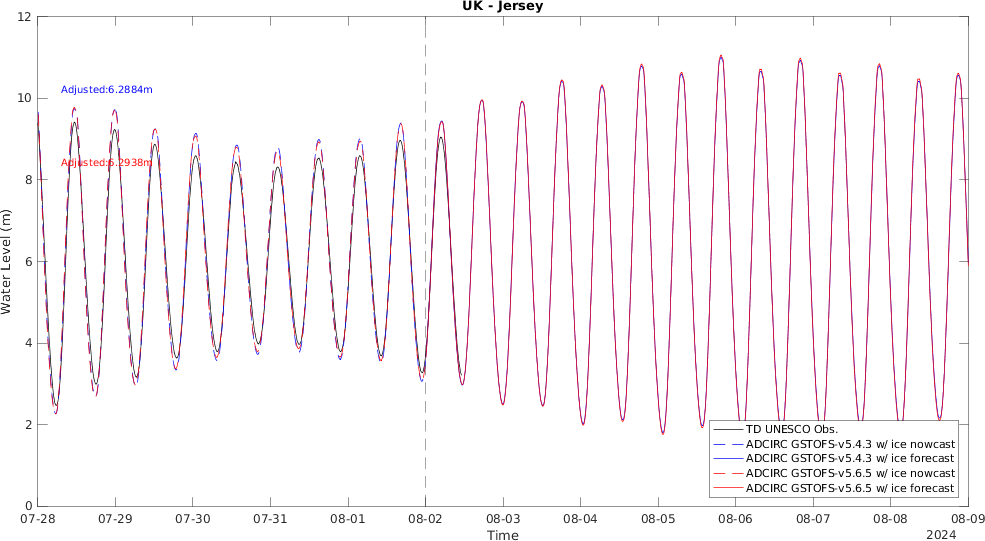 UK - Jersey
12
10
8
6
4
2
0
Water Level (m)
Adjusted:6.2884m
Adjusted:6.2938m
TD UNESCO Obs.
ADCIRC GSTOFS-v5.4.3 w/ ice nowcast
ADCIRC GSTOFS-v5.4.3 w/ ice forecast
ADCIRC GSTOFS-v5.6.5 w/ ice nowcast
ADCIRC GSTOFS-v5.6.5 w/ ice forecast
07-28 07-29 07-30 07-31 08-01 08-02 08-03 08-04 08-05 08-06 08-07 08-08 08-09
Time
2024